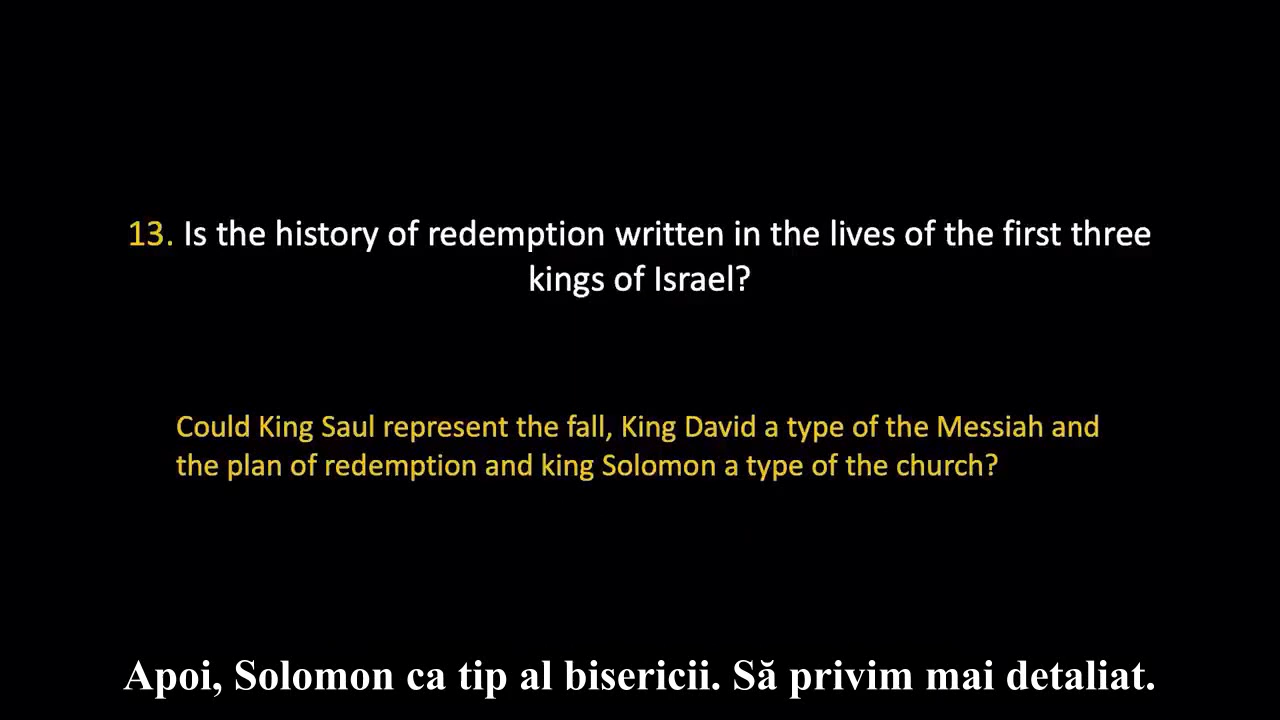 13. Is the history of redemption written in the lives of the first three
kings of Israel?
Could King Saul represent the fall, King David a type of the Messiah and
the plan of redemption and king Solomon a type of the church?
Apoi, Solomon ca tip al bisericii. Să privim mai detaliat.